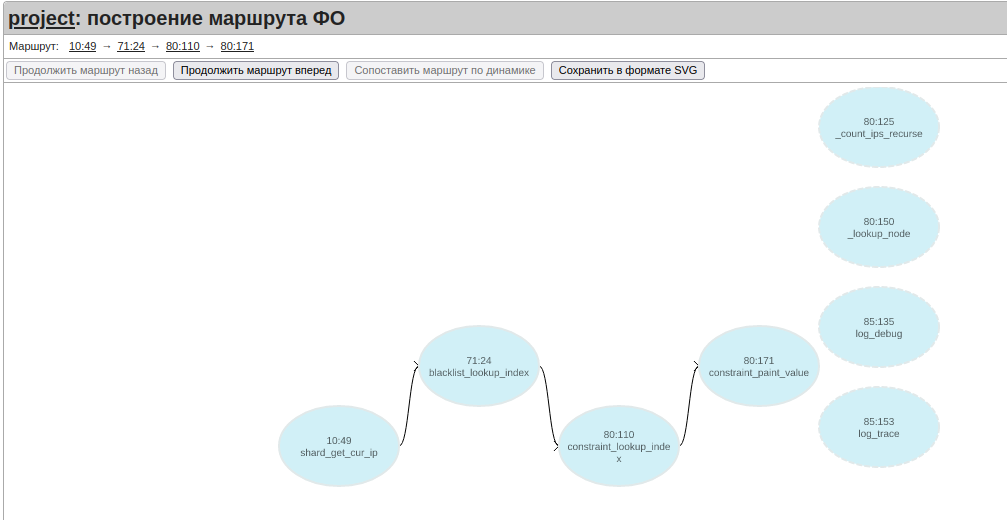 project: построение маршрута ФО
Маршрут: 10:49 → 71:24 → 80:110 → 80:171
Продолжить маршрут назад Продолжить маршрут вперед Сопоставить маршрут по динамике Сохранить в формате SVG
80:125
_count_ips_recurse
80:150
_lookup_node
85:135
log_debug
71:24
blacklist_lookup_index
80:171
constraint_paint_value
85:153
log_trace
10:49
shard_get_cur_ip
80:110
constraint_lookup_inde
x